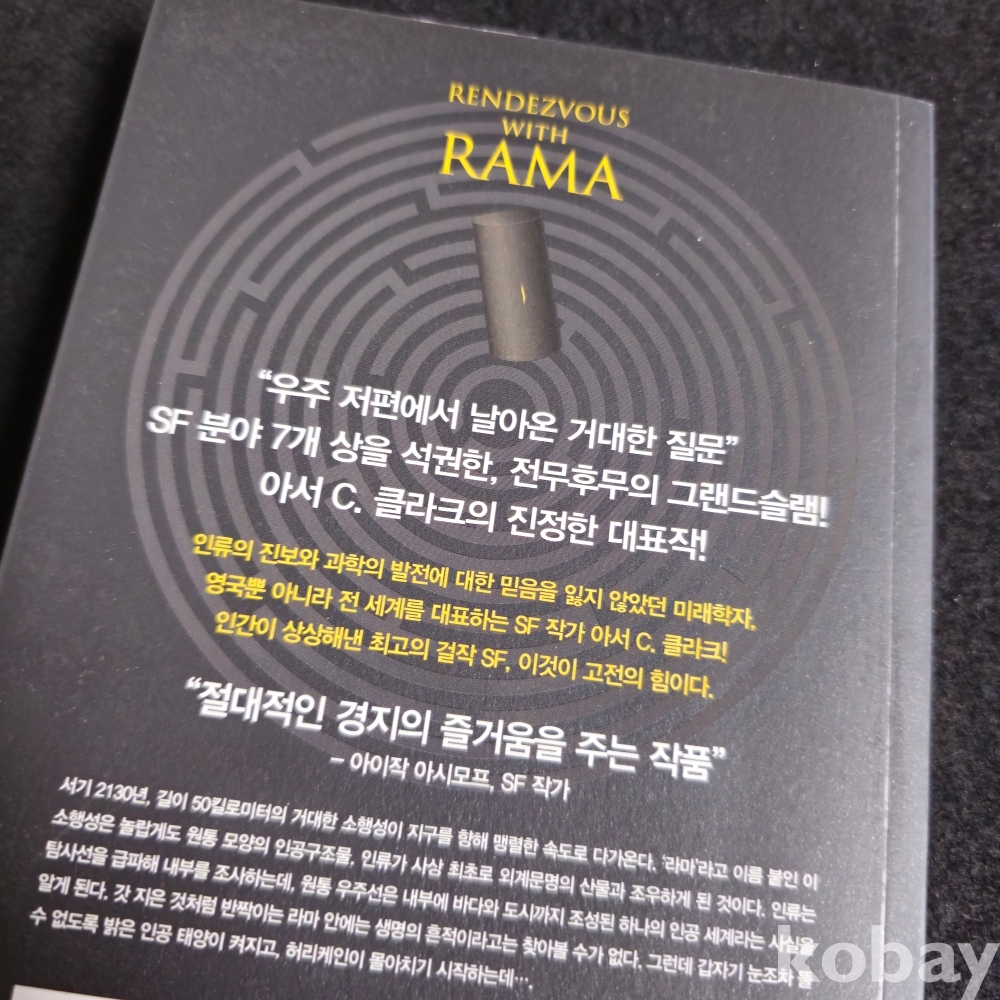 RENDEZVOUS
WITH
RAMA
“우주 저편에서 날아온 거대한 질문”
SF 분야 7개 상을 석권한, 전무후무의 그랜드슬램!
아서 C. 클라크의 진정한 대표작!
인류의 진보와 과학의 발전에 대한 믿음을 잃지 않았던 미래학자,
영국뿐 아니라 전 세계를 대표하는 SF 작가 아서 C. 클라크!
인간이 상상해낸 최고의 걸작 SF, 이것이 고전의 힘이다.
“절대적인 경지의 즐거움을 주는 작품”
– 아이작 아시모프, SF 작가
서기 2130년, 길이 50킬로미터의 거대한 소행성이 지구를 향해 맹렬한 속도로 다가온다. ‘라마’라고 이름 붙인 이
소행성은 놀랍게도 원통 모양의 인공구조물, 인류가 사상 최초로 외계문명의 산물과 조우하게 된 것이다. 인류는
탐사선을 급파해 내부를 조사하는데, 원통 우주선은 내부에 바다와 도시까지 조성된 하나의 인공 세계라는 사실을
알게 된다. 갓 지은 것처럼 반짝이는 라마 안에는 생명의 흔적이라고는 찾아볼 수가 없다. 그런데 갑자기 눈조차 뜰
수 없도록 밝은 인공 태양이 켜지고, 허리케인이 몰아치기 시작하는데….
kobay